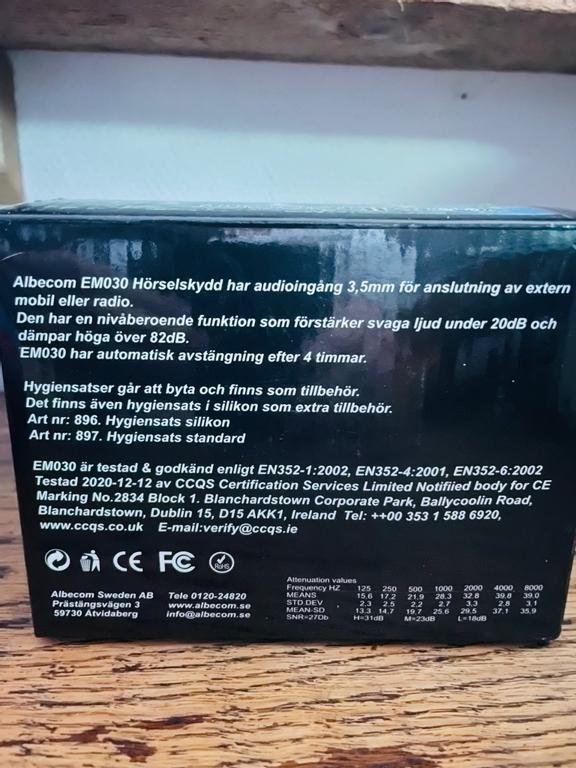 Albecom EM030 Hörselskydd har audioingång 3,5mm för anslutning av extern
mobil eller radio.
Den har en nivåberoende funktion som förstärker svaga ljud under 20dB och
dämpar höga över 82dB.
EM030 har automatisk avstängning efter 4 timmar.
Hygiensatser går att byta och finns som tillbehör.
Det finns även hygiensats i silikon som extra tillbehör.
Art nr: 896. Hygiensats silikon
Art nr: 897. Hygiensats standard
EM030 är testad & godkänd enligt EN352-1:2002, EN352-4:2001, EN352-6:2002
Testad 2020-12-12 av CCQS Certification Services Limited Notifiied body for CE
Marking No.2834 Block 1. Blanchardstown Corporate Park, Ballycoolin Road,
Blanchardstown, Dublin 15, D15 AKK1, Ireland Tel: ++00 353 1 588 6920,
www.ccqs.co.uk E-mail:verify@ccqs.ie
CE FC RoHS
Albecom Sweden AB Tele 0120-24820
Prästängsvägen 3 www.albecom.se
59730 Åtvidaberg info@albecom.se
Attenuation values
Frequency HZ 125 250 500 1000 2000 4000 8000
MEANS 15.6 17.2 21.9 28.3 32.8 39.8 39.0
STD.DEV 2.3 2.5 2.2 2.7 3.3 2.8 3.1
MEAN-SD 13.3 14.7 19.7 25.6 29.5 37.1 35.9
SNR=27Db H=31dB M=23dB L=18dB